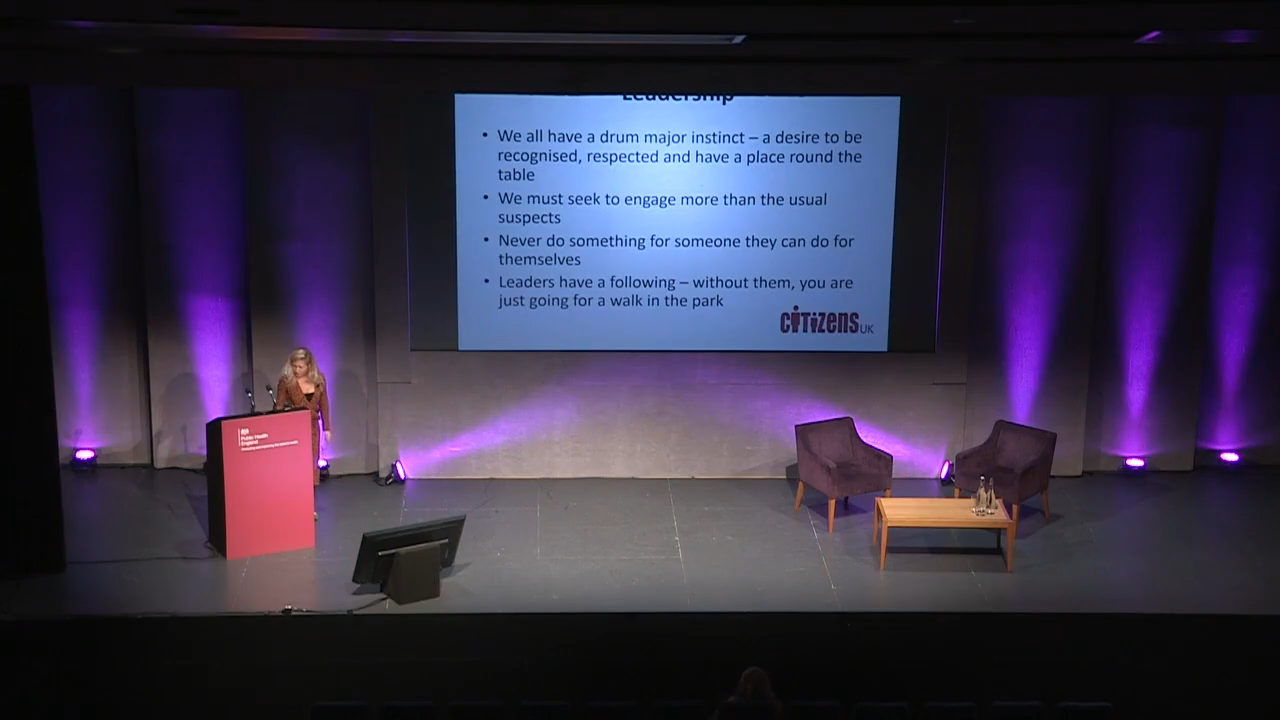 Leadership
• We all have a drum major instinct – a desire to be
recognised, respected and have a place round the
table
• We must seek to engage more than the usual
suspects
• Never do something for someone they can do for
themselves
• Leaders have a following – without them, you are
just going for a walk in the park
CITIZENS UK
Public Health
England